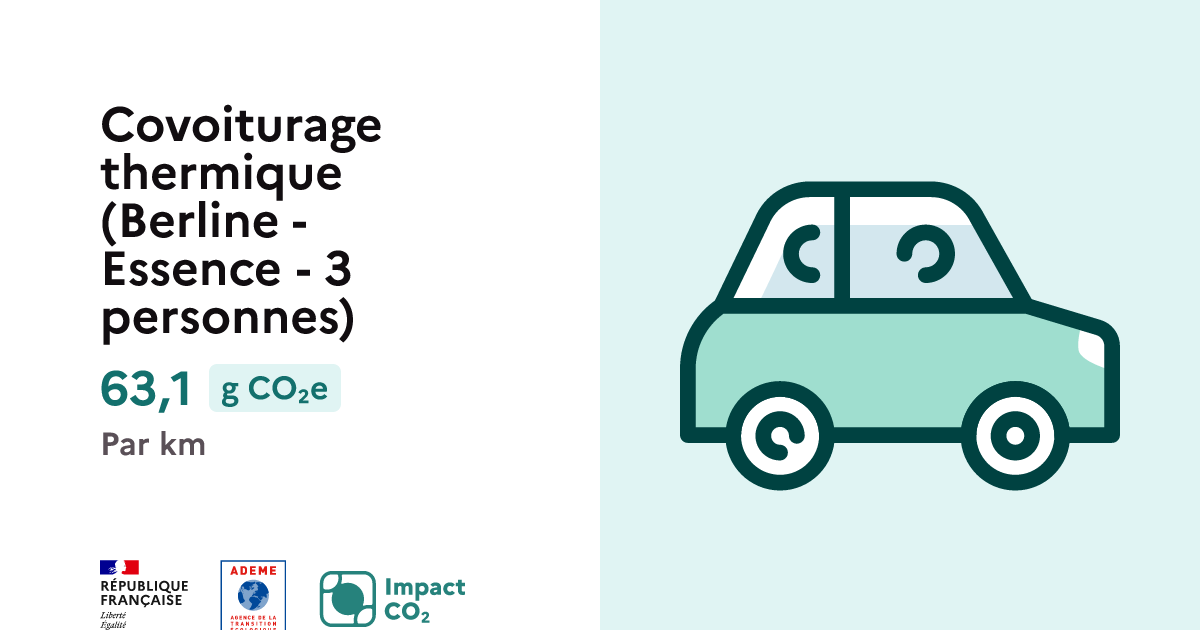 Covoiturage
thermique
(Berline -
Essence - 3
personnes)
63,1 g CO₂e
Par km
RÉPUBLIQUE
FRANÇAISE
Liberté
Égalité
ADEME
AGENCE DE LA
TRANSITION
ÉCOLOGIQUE
Impact
CO₂